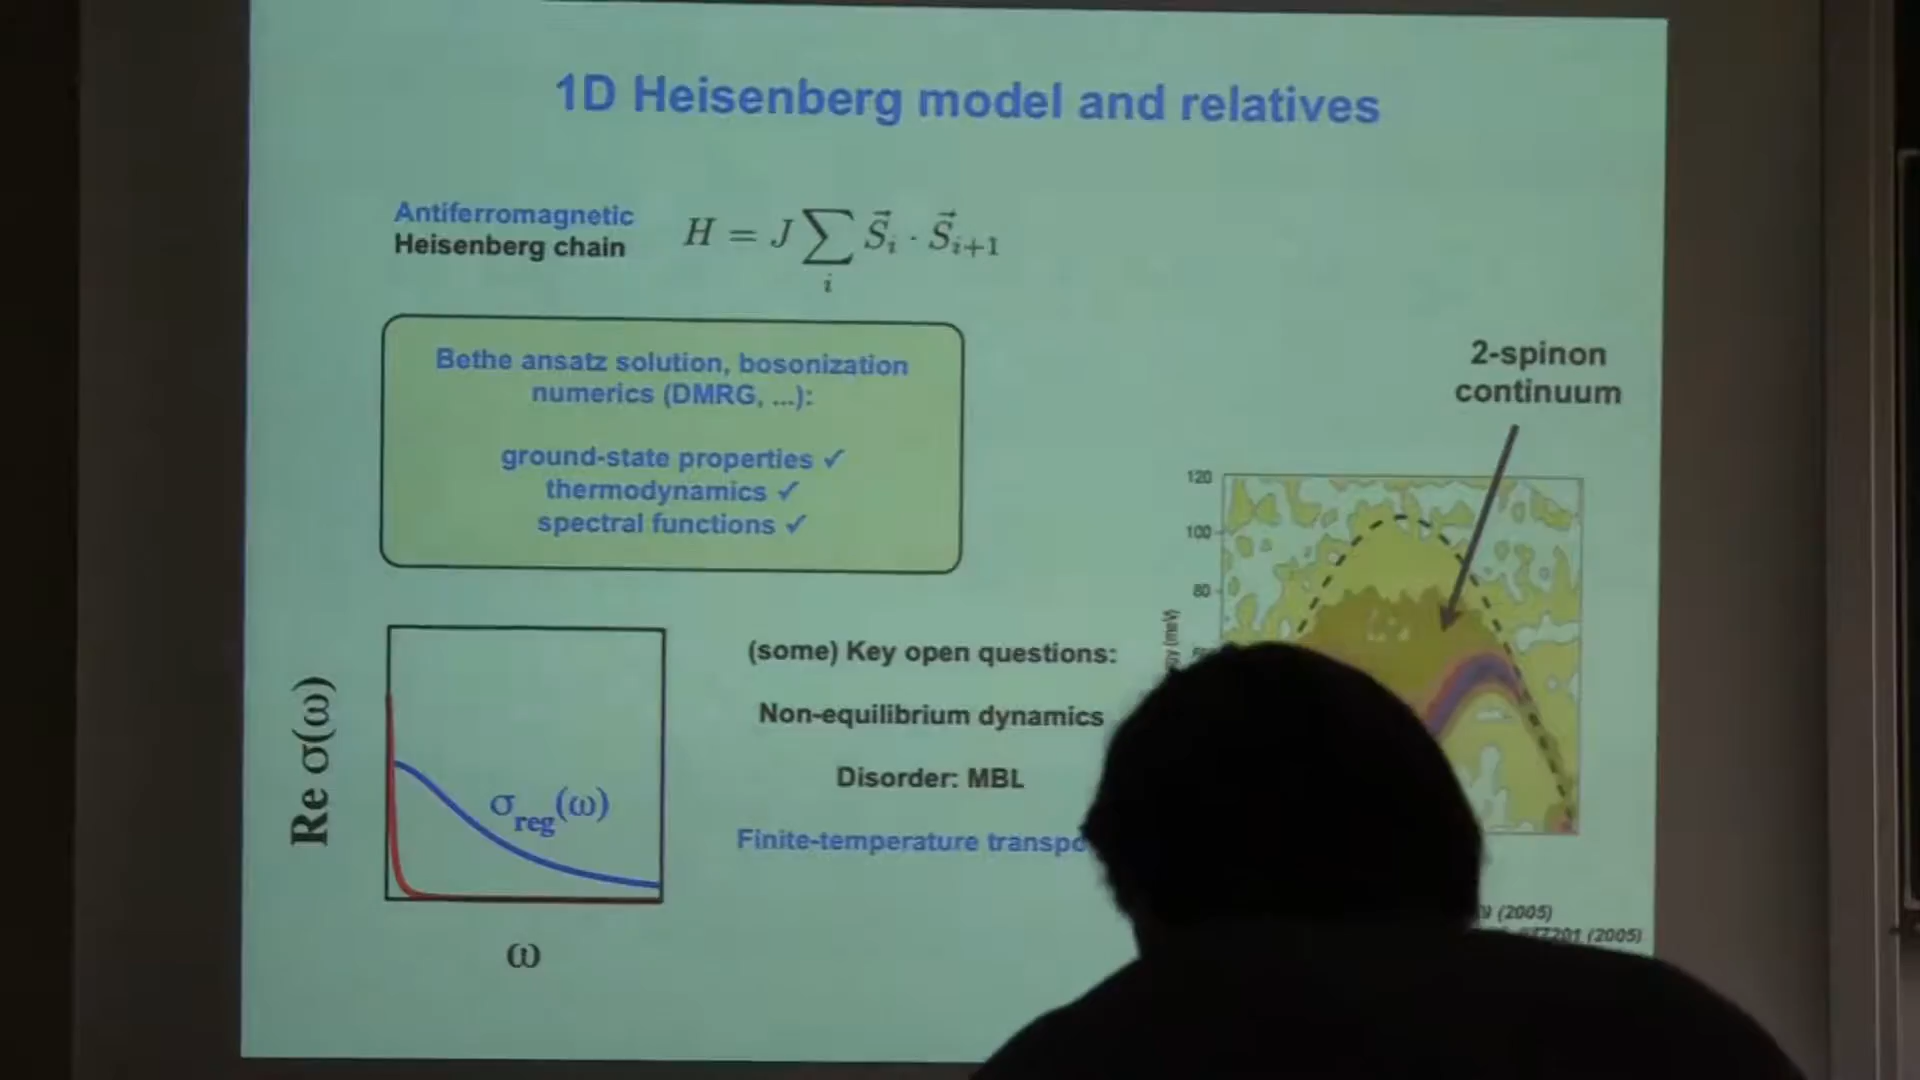 1D Heisenberg model and relatives
Antiferromagnetic
Heisenberg chain
H = J ∑ S⃗ᵢ · S⃗ᵢ₊₁
i
Bethe ansatz solution, bosonization
numerics (DMRG, ...):
ground-state properties ✓
thermodynamics ✓
spectral functions ✓
2-spinon
continuum
120
100
80
(meV)
(some) Key open questions:
Non-equilibrium dynamics
Disorder: MBL
Finite-temperature
Re σ(ω)
σreg(ω)
ω
(2005)
(2005)